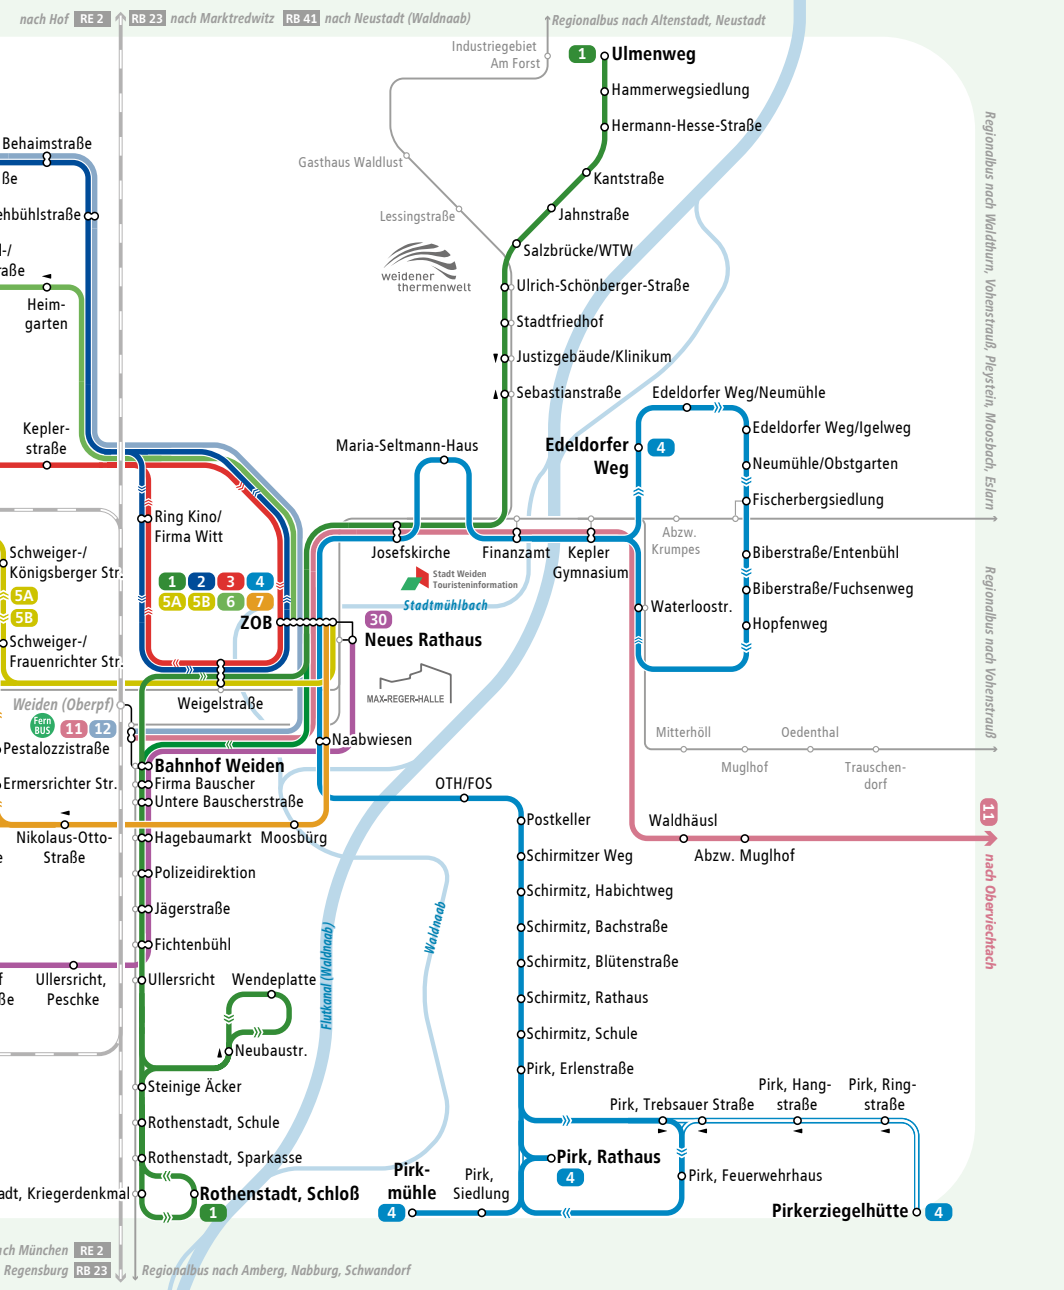 nach Hof RE 2
RB 23 nach Marktredwitz RB 41 nach Neustadt (Waldnaab)
Regionalbus nach Altenstadt, Neustadt
Industriegebiet
Am Forst
1 Ulmenweg
Hammerwegsiedlung
Hermann-Hesse-Straße
Gasthaus Waldlust
Kantstraße
Lessingstraße
Jahnstraße
Salzbrücke/WTW
weidener
thermenwelt
Ulrich-Schönberger-Straße
Stadtfriedhof
Justizgebäude/Klinikum
Sebastianstraße
Behaimstraße
ße
ehbühlstraße
l-/
raße
Heim-
garten
Kepler-
straße
Regionalbus nach Waldthurn, Vohenstrauß, Pleystein, Moosbach, Eslarn
Edeldorfer Weg/Neumühle
Edeldorfer
Weg
4
Edeldorfer Weg/Igelweg
Neumühle/Obstgarten
Fischerbergsiedlung
Maria-Seltmann-Haus
Ring Kino/
Firma Witt
Josefskirche
Finanzamt
Kepler
Gymnasium
Abzw.
Krumpes
Biberstraße/Entenbühl
Biberstraße/Fuchsenweg
Hopfenweg
Waterloostr.
Schweiger-/
Königsberger Str.
5A
5B
Schweiger-/
Frauenrichter Str.
1 2 3 4
5A 5B 6 7
ZOB
Stadt Weiden
Touristeninformation
Stadtmühlbach
30
Neues Rathaus
MAX-REGER-HALLE
Weigelstraße
Weiden (Oberpf)
Fern
BUS
11 12
Pestalozzistraße
Naabwiesen
Bahnhof Weiden
Ermersrichter Str.
Firma Bauscher
Untere Bauscherstraße
Nikolaus-Otto-
Straße
e
Hagebaumarkt
Moosbürg
Polizeidirektion
Jägerstraße
Fichtenbühl
f
ße
Ullersricht,
Peschke
Ullersricht
Wendeplatte
Neubaustr.
Steinige Äcker
Rothenstadt, Schule
Rothenstadt, Sparkasse
adt, Kriegerdenkmal
Rothenstadt, Schloß
1
Flutkanal (Waldnaab)
Waldnaab
OTH/FOS
Postkeller
Schirmitzer Weg
Schirmitz, Habichtweg
Schirmitz, Bachstraße
Schirmitz, Blütenstraße
Schirmitz, Rathaus
Schirmitz, Schule
Pirk, Erlenstraße
Pirk, Trebsauer Straße
Pirk, Hang-
straße
Pirk, Ring-
straße
Pirk, Rathaus
4
Pirk, Feuerwehrhaus
Pirk-
mühle
4
Pirk,
Siedlung
Pirkerziegelhütte 4
Mitterhöll
Muglhof
Oedenthal
Trauschen-
dorf
Regionalbus nach Vohenstrauß
Waldhäusl
Abzw. Muglhof
11 nach Oberviechtach
ach München RE 2
Regensburg RB 23
Regionalbus nach Amberg, Nabburg, Schwandorf